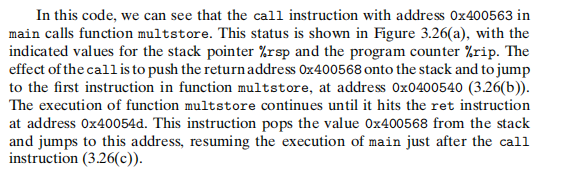 In this code, we can see that the call instruction with address 0x400563 in
main calls function multstore. This status is shown in Figure 3.26(a), with the
indicated values for the stack pointer %rsp and the program counter %rip. The
effect of the call is to push the return address 0x400568 onto the stack and to jump
to the first instruction in function multstore, at address 0x0400540 (3.26(b)).
The execution of function multstore continues until it hits the ret instruction
at address 0x40054d. This instruction pops the value 0x400568 from the stack
and jumps to this address, resuming the execution of main just after the call
instruction (3.26(c)).